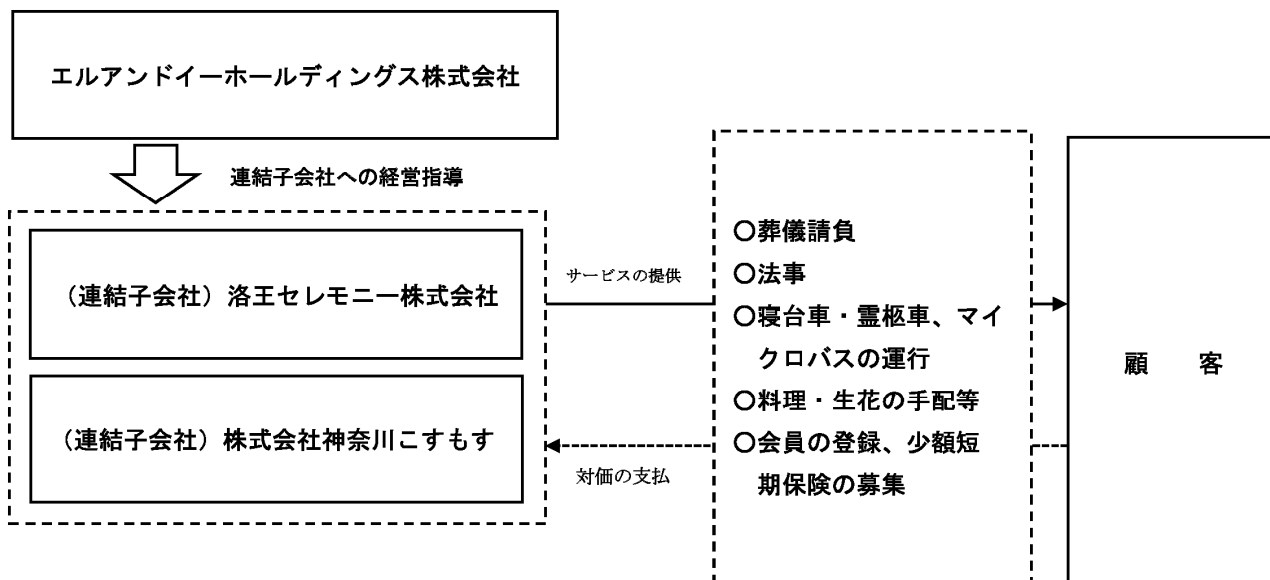 エルアンドイーホールディングス株式会社
連結子会社への経営指導
(連結子会社)洛王セレモニー株式会社
(連結子会社)株式会社神奈川こすもす
サービスの提供
対価の支払
○葬儀請負
○法事
○寝台車・霊柩車、マイ
クロバスの運行
○料理・生花の手配等
○会員の登録、少額短
期保険の募集
顧 客